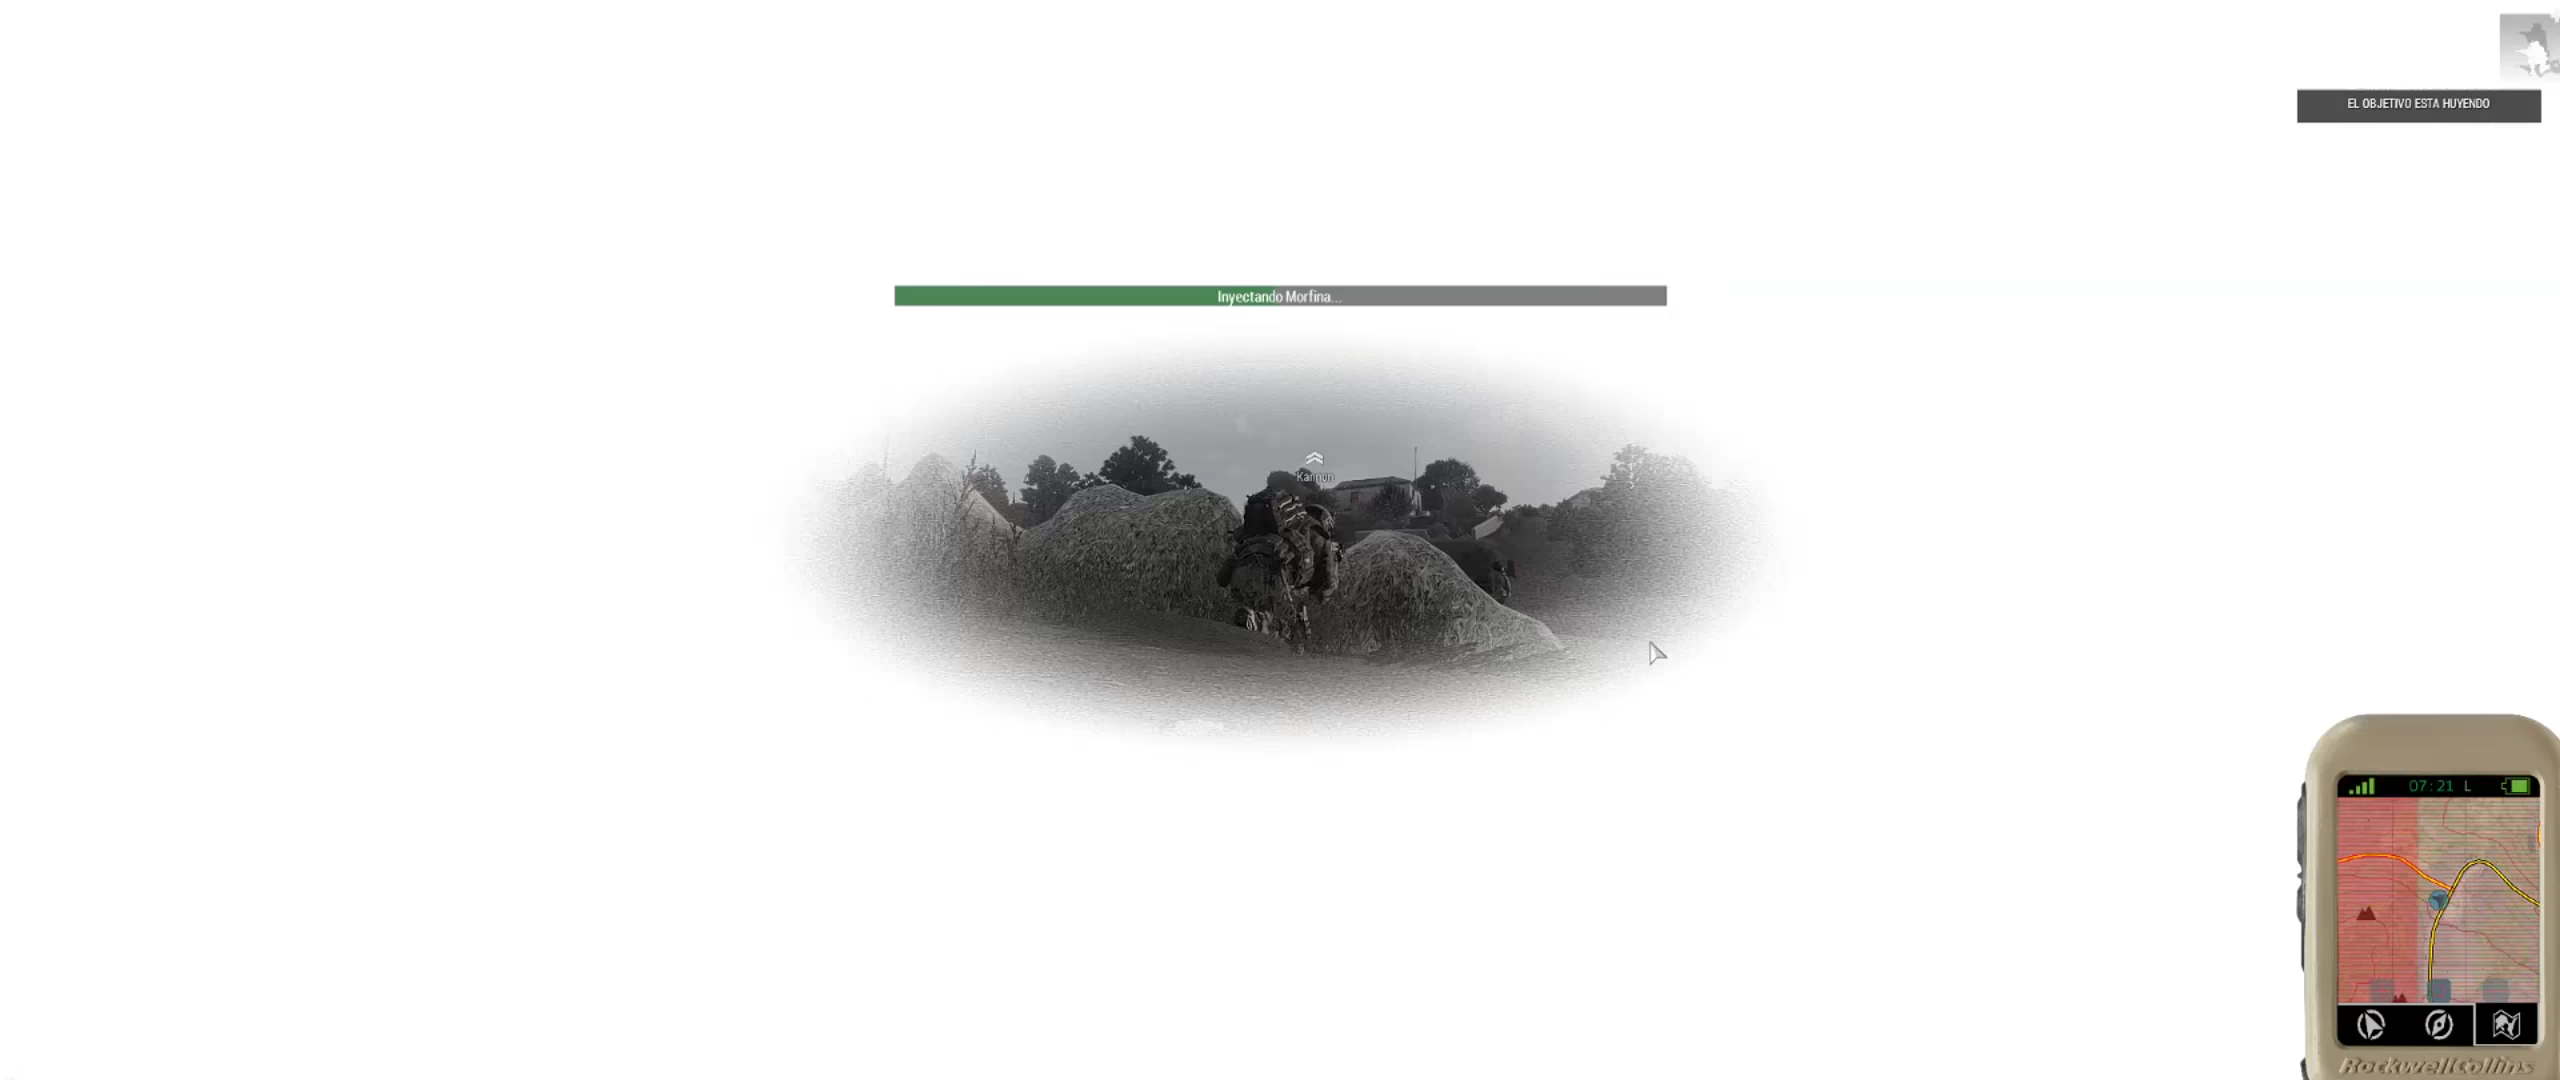 EL OBJETIVO ESTA HUYENDO
Inyectando Morfina...
07:21 L
RockwellCollins